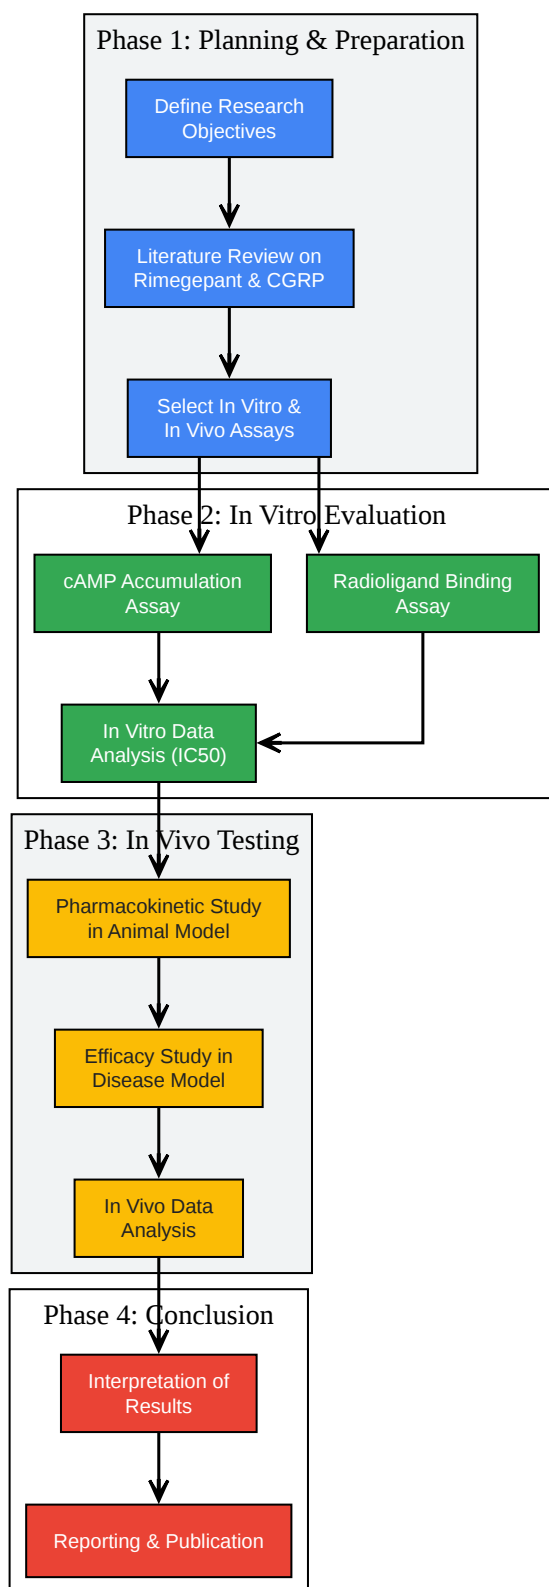 Phase 1: Planning & Preparation
Define Research
Objectives
Literature Review on
Rimegepant & CGRP
Select In Vitro &
In Vivo Assays
Phase 2: In Vitro Evaluation
cAMP Accumulation
Assay
Radioligand Binding
Assay
In Vitro Data
Analysis (IC50)
Phase 3: In Vivo Testing
Pharmacokinetic Study
in Animal Model
Efficacy Study in
Disease Model
In Vivo Data
Analysis
Phase 4: Conclusion
Interpretation of
Results
Reporting & Publication